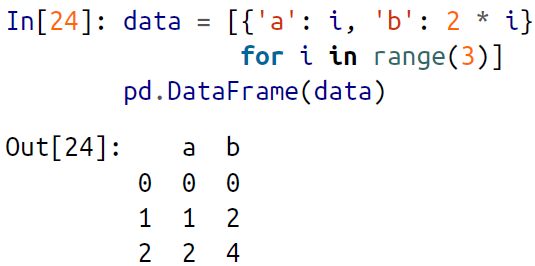 In[24]: data = [{'a': i, 'b': 2 * i}
for i in range(3)]
pd.DataFrame(data)
Out[24]: a b
0 0 0
1 1 2
2 2 4